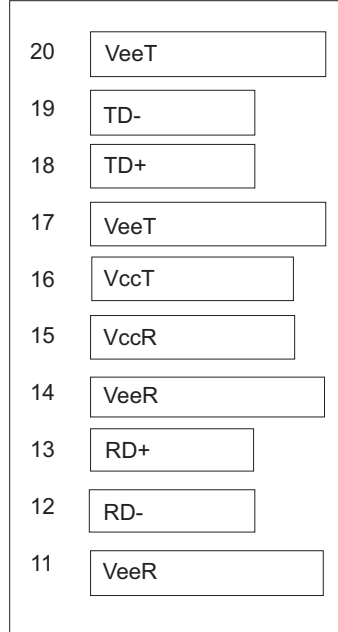 20 VeeT
19 TD-
18 TD+
17 VeeT
16 VccT
15 VccR
14 VeeR
13 RD+
12 RD-
11 VeeR